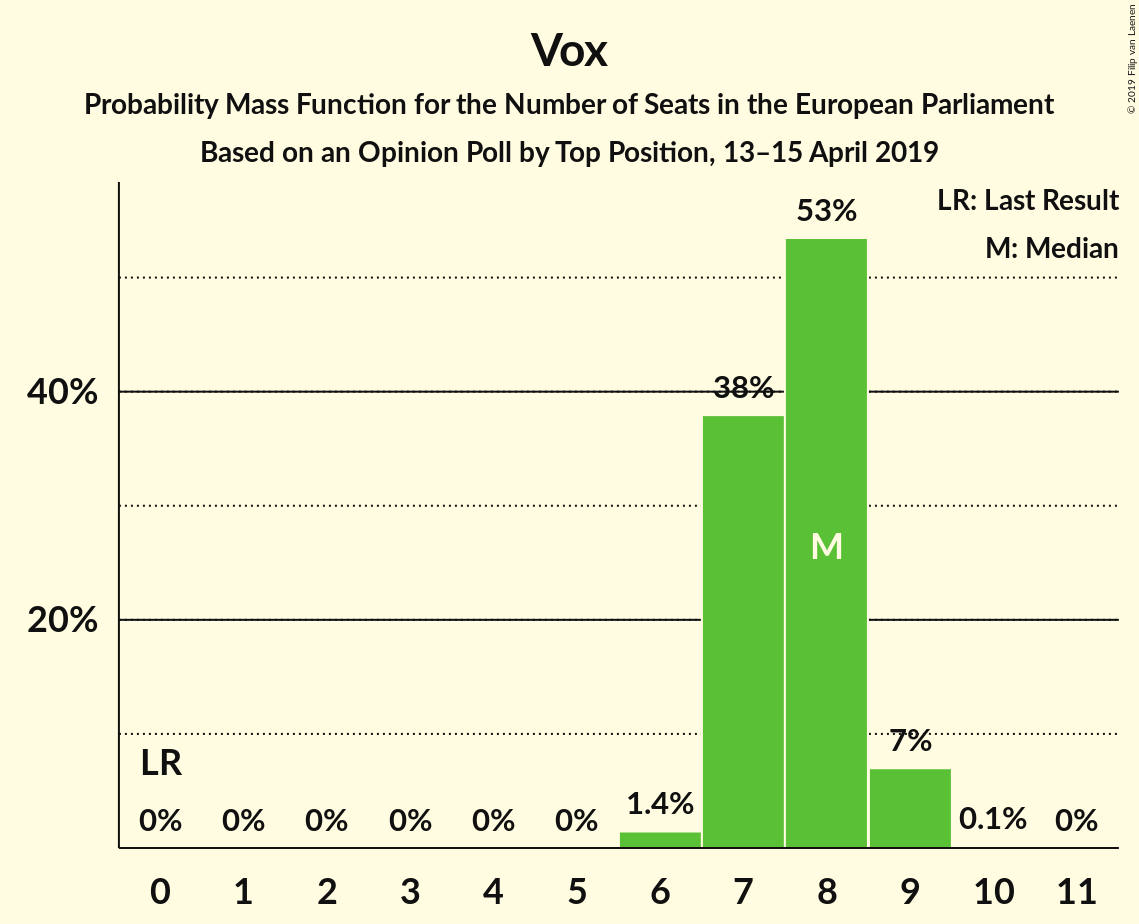 Vox
Probability Mass Function for the Number of Seats in the European Parliament
Based on an Opinion Poll by Top Position, 13–15 April 2019
© 2019 Filip van Laenen
LR: Last Result
M: Median
53%
40%
38%
M
20%
7%
LR
1.4%
0% 0% 0% 0% 0% 0% 0.1% 0%
0 1 2 3 4 5 6 7 8 9 10 11